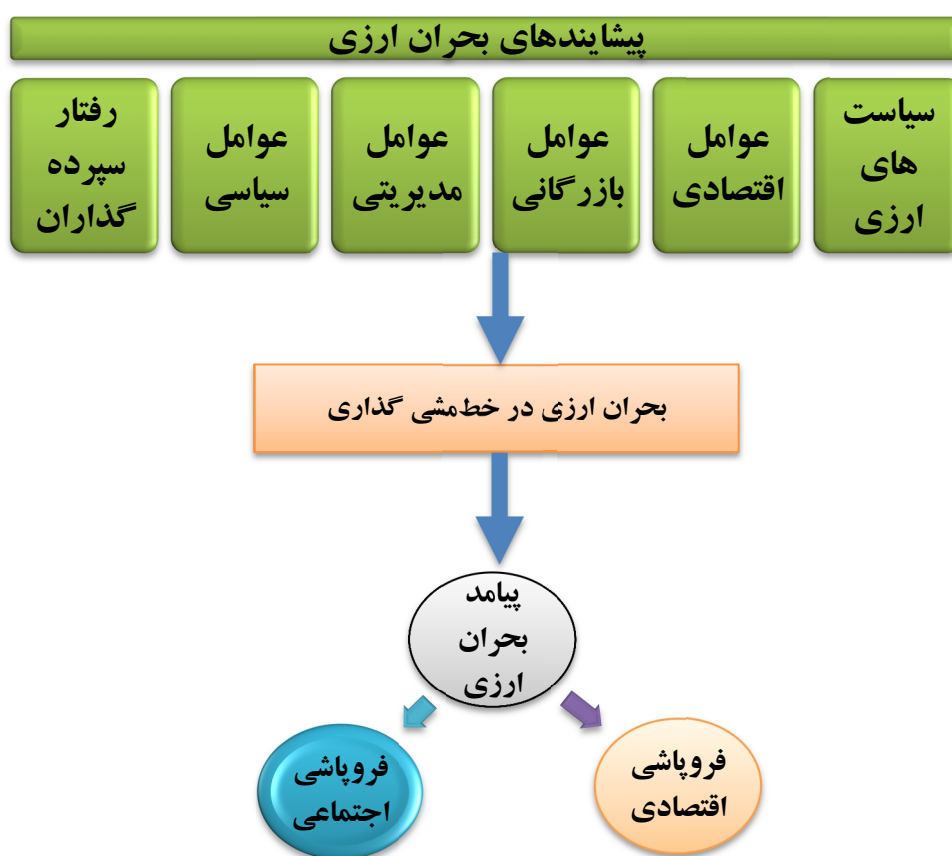 پیشایندهای بحران ارزی
سیاست
های
ارزی
عوامل
اقتصادی
عوامل
بازرگانی
عوامل
مدیریتی
عوامل
سیاسی
رفتار
سپرده
گذاران
بحران ارزی در خط‌مشی گذاری
پیامد
بحران
ارزی
فروپاشی
اقتصادی
فروپاشی
اجتماعی